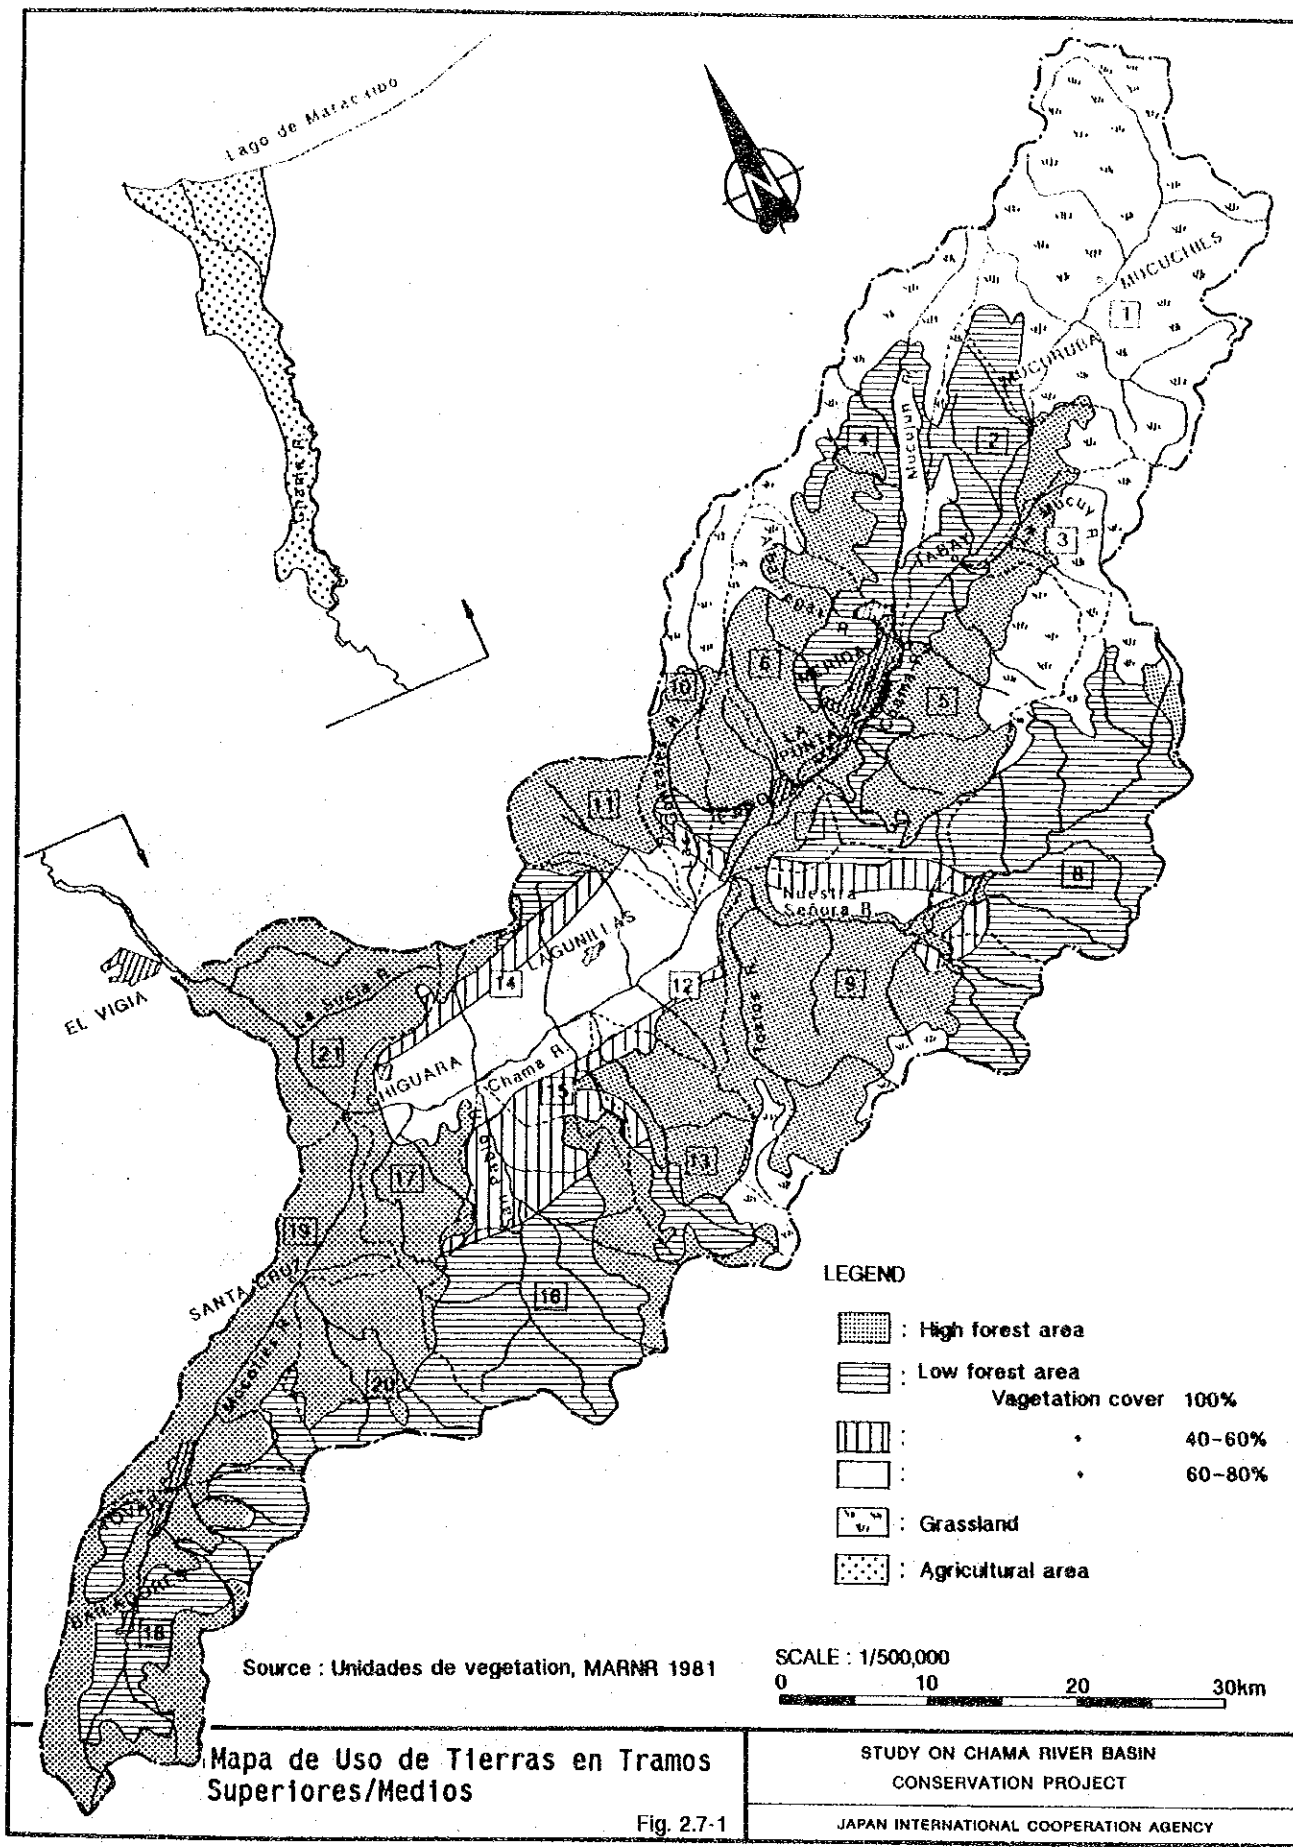 Lago de Maracaibo
Chama R.
N
MUCUCHIES
1
MUCURUBA
4
Mucujun R.
2
La Mucuy R.
3
TABAY
6
MERIDA
Chama R.
5
10
LA
PUNTA
11
8
Nuestra
Señora R.
LAGUNILLAS
14
12
9
EL VIGIA
La Sucia R.
21
CHIGUARA
Chama R.
15
13
17
19
SANTA CRUZ
16
Mocoties R.
20
TOVAR
BAILADORES
18
LEGEND
: High forest area
: Low forest area
Vagetation cover 100%
: " 40-60%
: " 60-80%
: Grassland
: Agricultural area
Source : Unidades de vegetation, MARNR 1981
SCALE : 1/500,000
0 10 20 30km
Mapa de Uso de Tierras en Tramos
Superiores/Medios
Fig. 2.7-1
STUDY ON CHAMA RIVER BASIN
CONSERVATION PROJECT
JAPAN INTERNATIONAL COOPERATION AGENCY